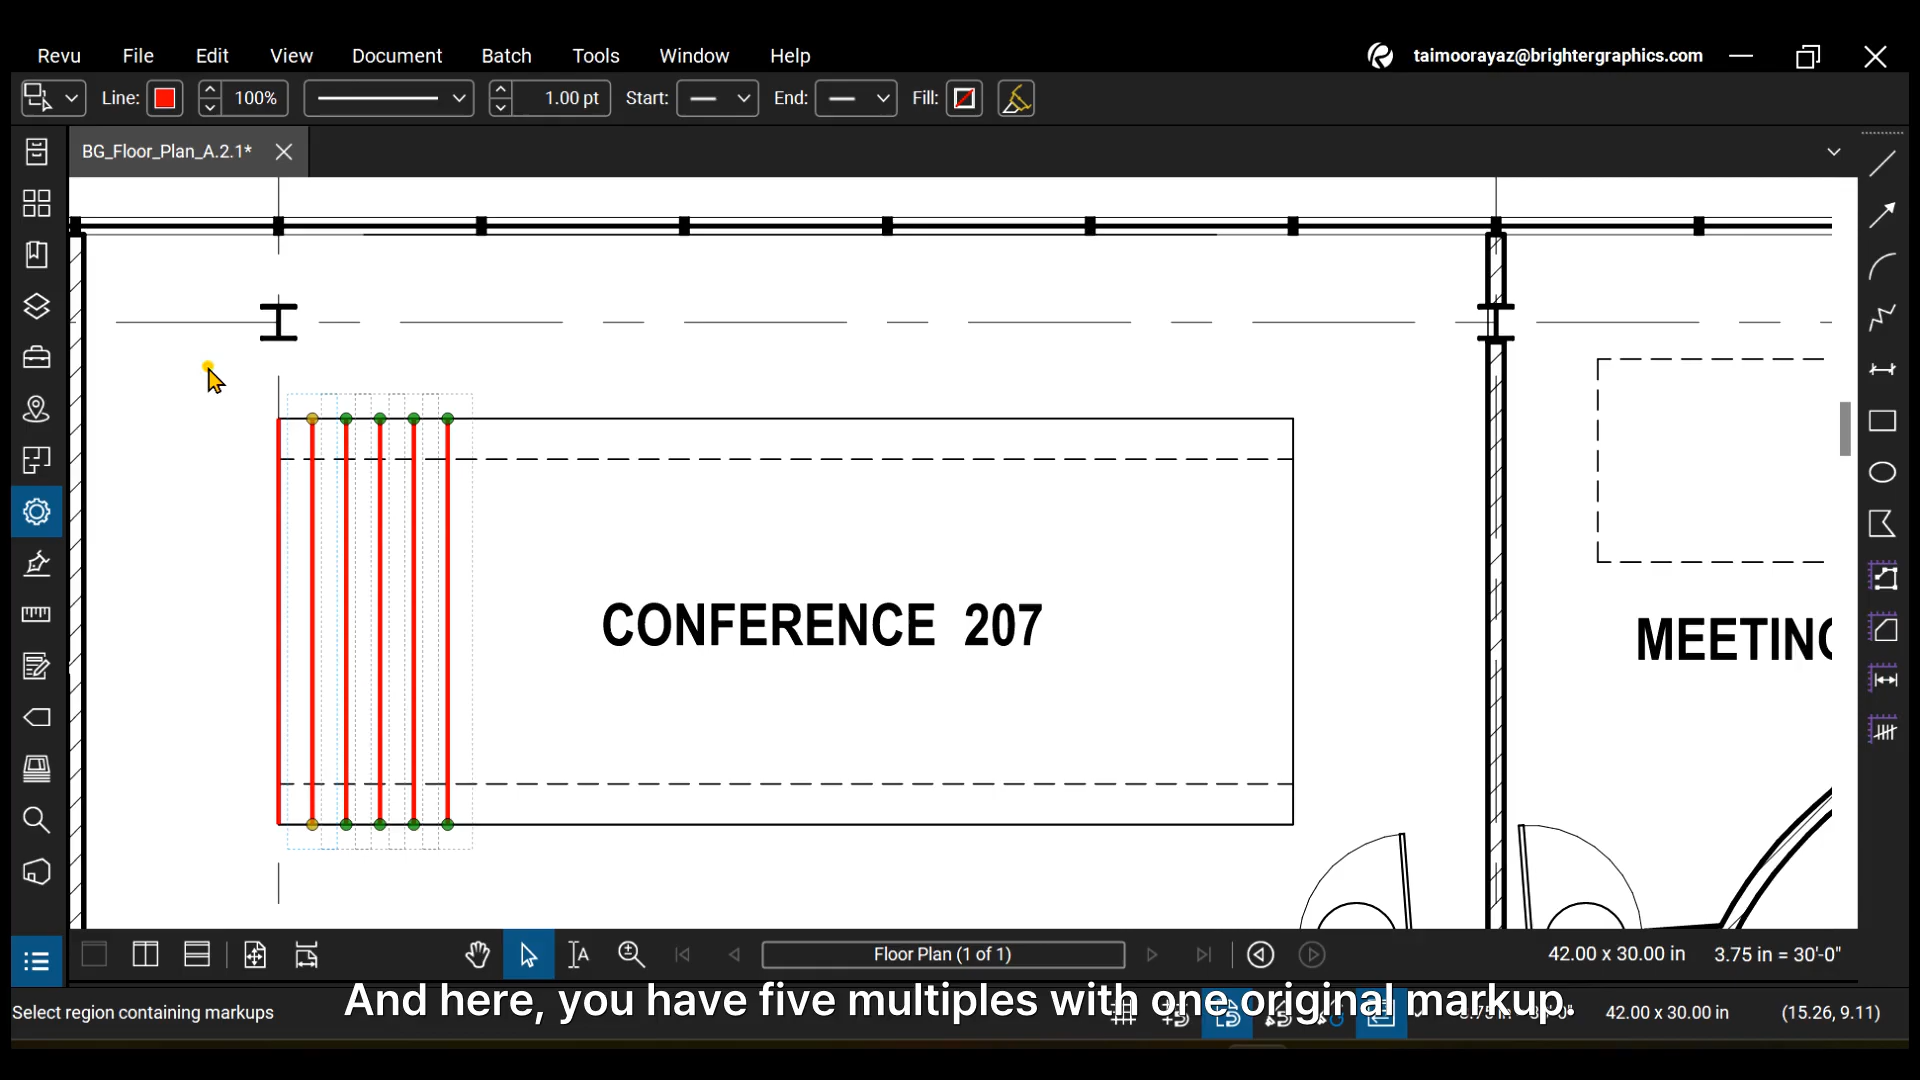 Revu File Edit View Document Batch Tools Window Help taimoorayaz@brightergraphics.com
Line: 100% 1.00 pt Start: End: Fill:
BG_Floor_Plan_A.2.1*
CONFERENCE 207
MEETING
Floor Plan (1 of 1) 42.00 x 30.00 in 3.75 in = 30'-0"
And here, you have five multiples with one original markup.
Select region containing markups 42.00 x 30.00 in (15.26, 9.11)